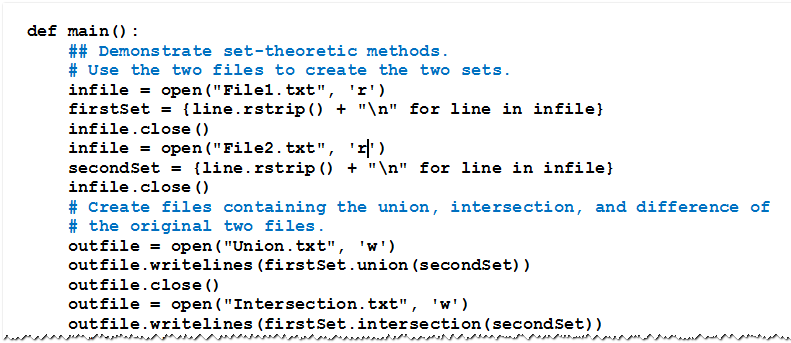 def main():
    ## Demonstrate set-theoretic methods.
    # Use the two files to create the two sets.
    infile = open("File1.txt", 'r')
    firstSet = {line.rstrip() + "\n" for line in infile}
    infile.close()
    infile = open("File2.txt", 'r')
    secondSet = {line.rstrip() + "\n" for line in infile}
    infile.close()
    # Create files containing the union, intersection, and difference of
    # the original two files.
    outfile = open("Union.txt", 'w')
    outfile.writelines(firstSet.union(secondSet))
    outfile.close()
    outfile = open("Intersection.txt", 'w')
    outfile.writelines(firstSet.intersection(secondSet))